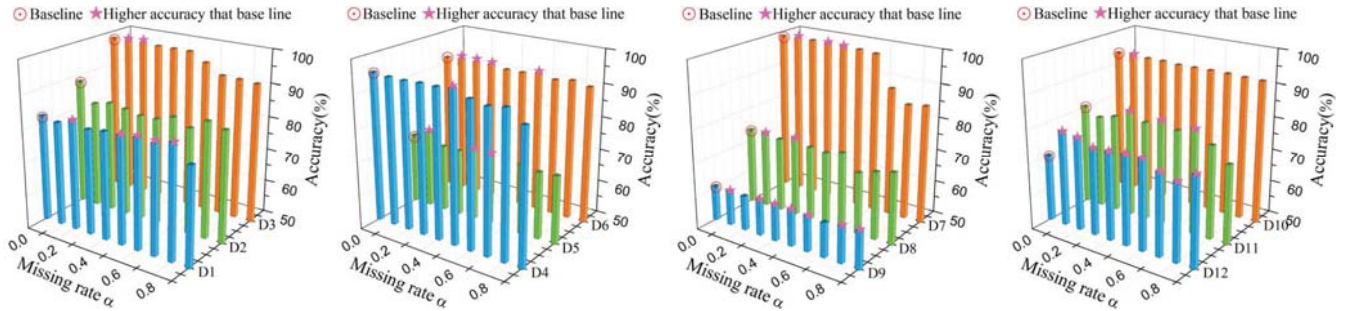 Baseline ★Higher accuracy that base line
100
90
80
70
60
50
Accuracy(%)
D3
D2
D1
0.0
0.2
0.4
0.6
0.8
Missing rate α
Baseline ★Higher accuracy that base line
100
90
80
70
60
50
Accuracy(%)
D6
D5
D4
0.0
0.2
0.4
0.6
0.8
Missing rate α
Baseline ★Higher accuracy that base line
100
90
80
70
60
50
Accuracy(%)
D7
D8
D9
0.0
0.2
0.4
0.6
0.8
Missing rate α
Baseline ★Higher accuracy that base line
100
90
80
70
60
Accuracy(%)
D10
D11
D12
0.0
0.2
0.4
0.6
0.8
Missing rate α